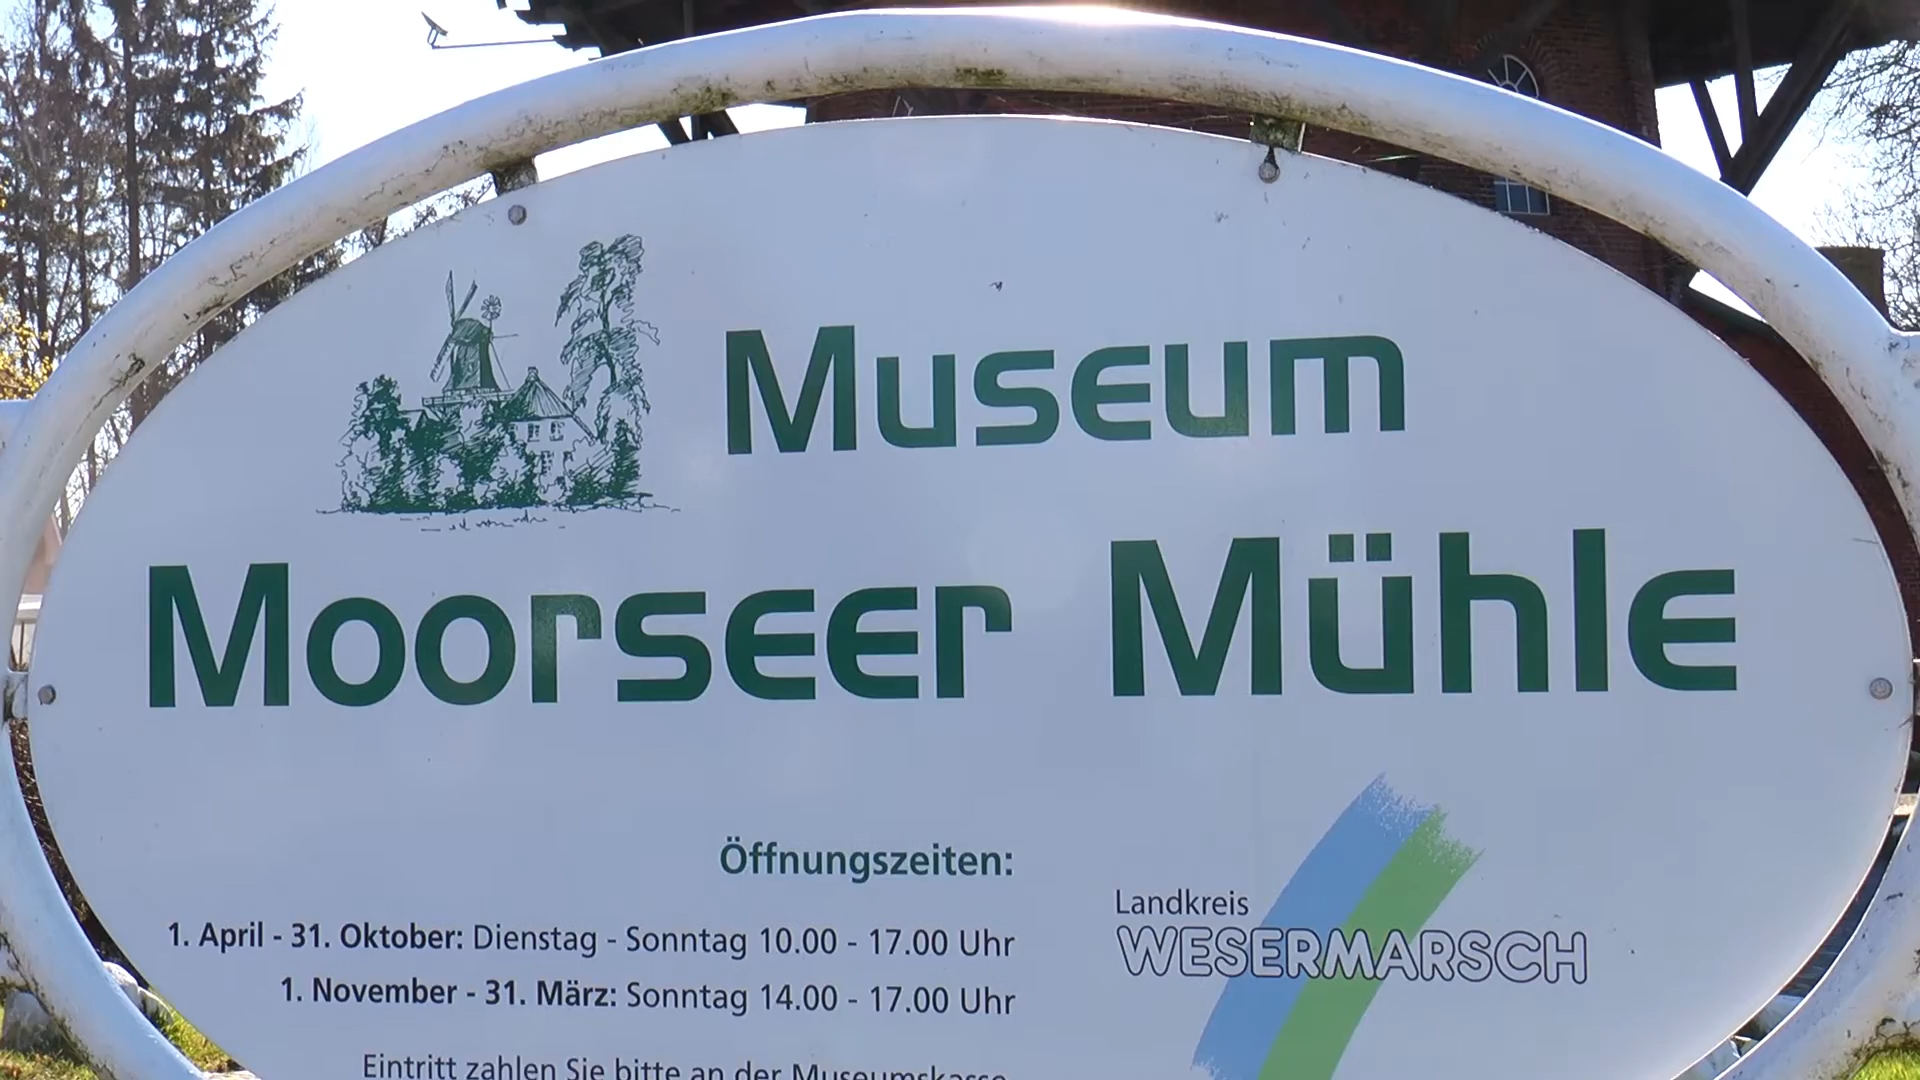 Museum
Moorseer Mühle
Öffnungszeiten:
1. April - 31. Oktober: Dienstag - Sonntag 10.00 - 17.00 Uhr
1. November - 31. März: Sonntag 14.00 - 17.00 Uhr
Eintritt zahlen Sie bitte an der Museumskasse
Landkreis
WESERMARSCH